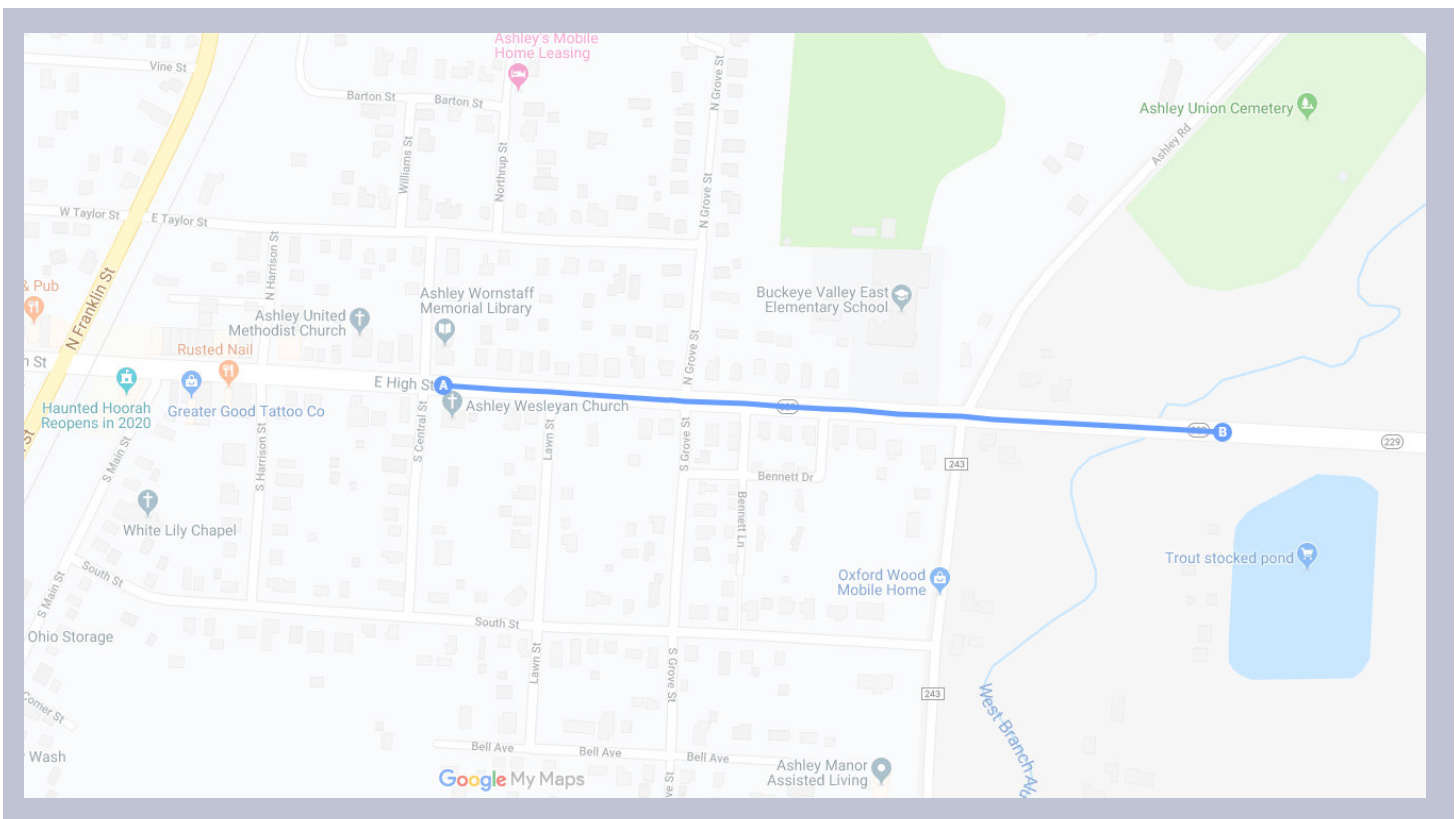 Ashley's Mobile
Home Leasing
Vine St
Barton St
Barton St
N Grove St
Ashley Union Cemetery
Ashley Rd
Williams St
Northrup St
N Grove St
W Taylor St
E Taylor St
N Harrison St
& Pub
N Franklin St
Ashley Wornstaff
Memorial Library
Buckeye Valley East
Elementary School
Ashley United
Methodist Church
Rusted Nail
N Grove St
E High St
A
Haunted Hoorah
Reopens in 2020
Greater Good Tattoo Co
Ashley Wesleyan Church
B
229
S Main St
S Harrison St
S Central St
Lawn St
S Grove St
243
Bennett Dr
Bennett Ln
White Lily Chapel
Trout stocked pond
South St
S Main St
Oxford Wood
Mobile Home
Ohio Storage
South St
Lawn St
S Grove St
243
West Branch
Corner St
Wash
Bell Ave
Bell Ave
Bell Ave
Ashley Manor
Assisted Living
Google My Maps